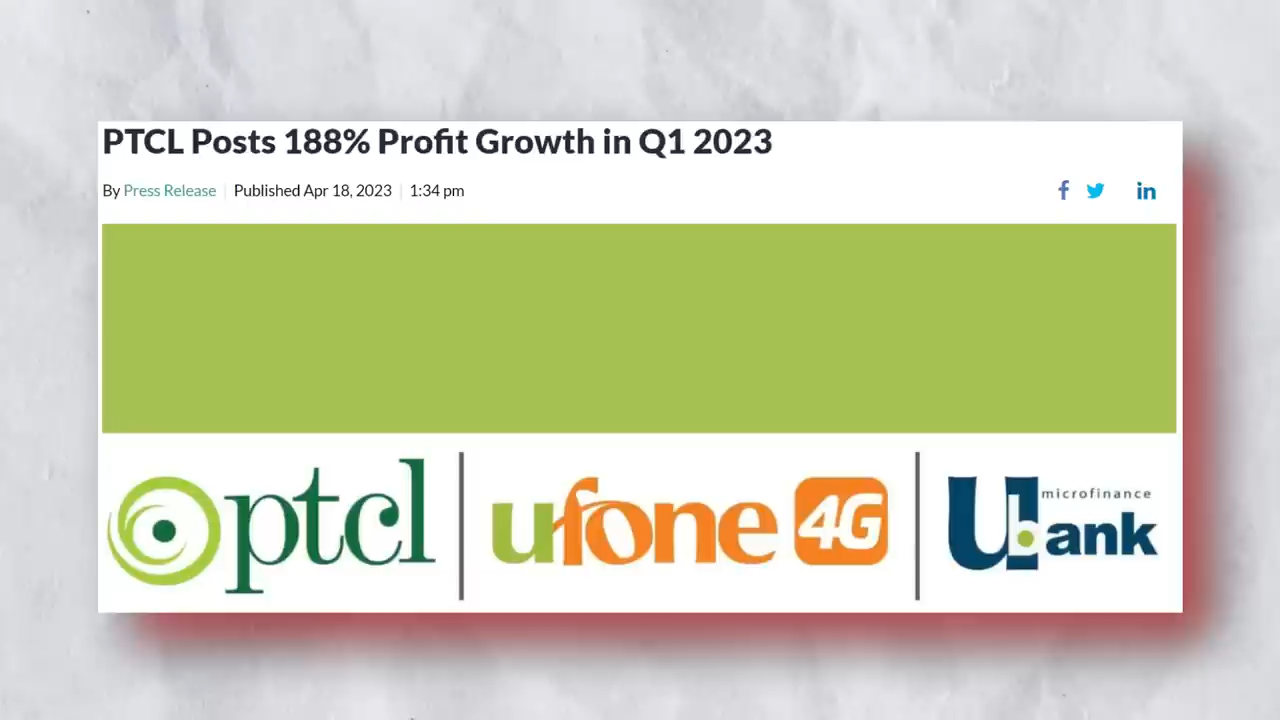 PTCL Posts 188% Profit Growth in Q1 2023
By Press Release Published Apr 18, 2023 1:34 pm
ptcl ufone 4G Ubank microfinance